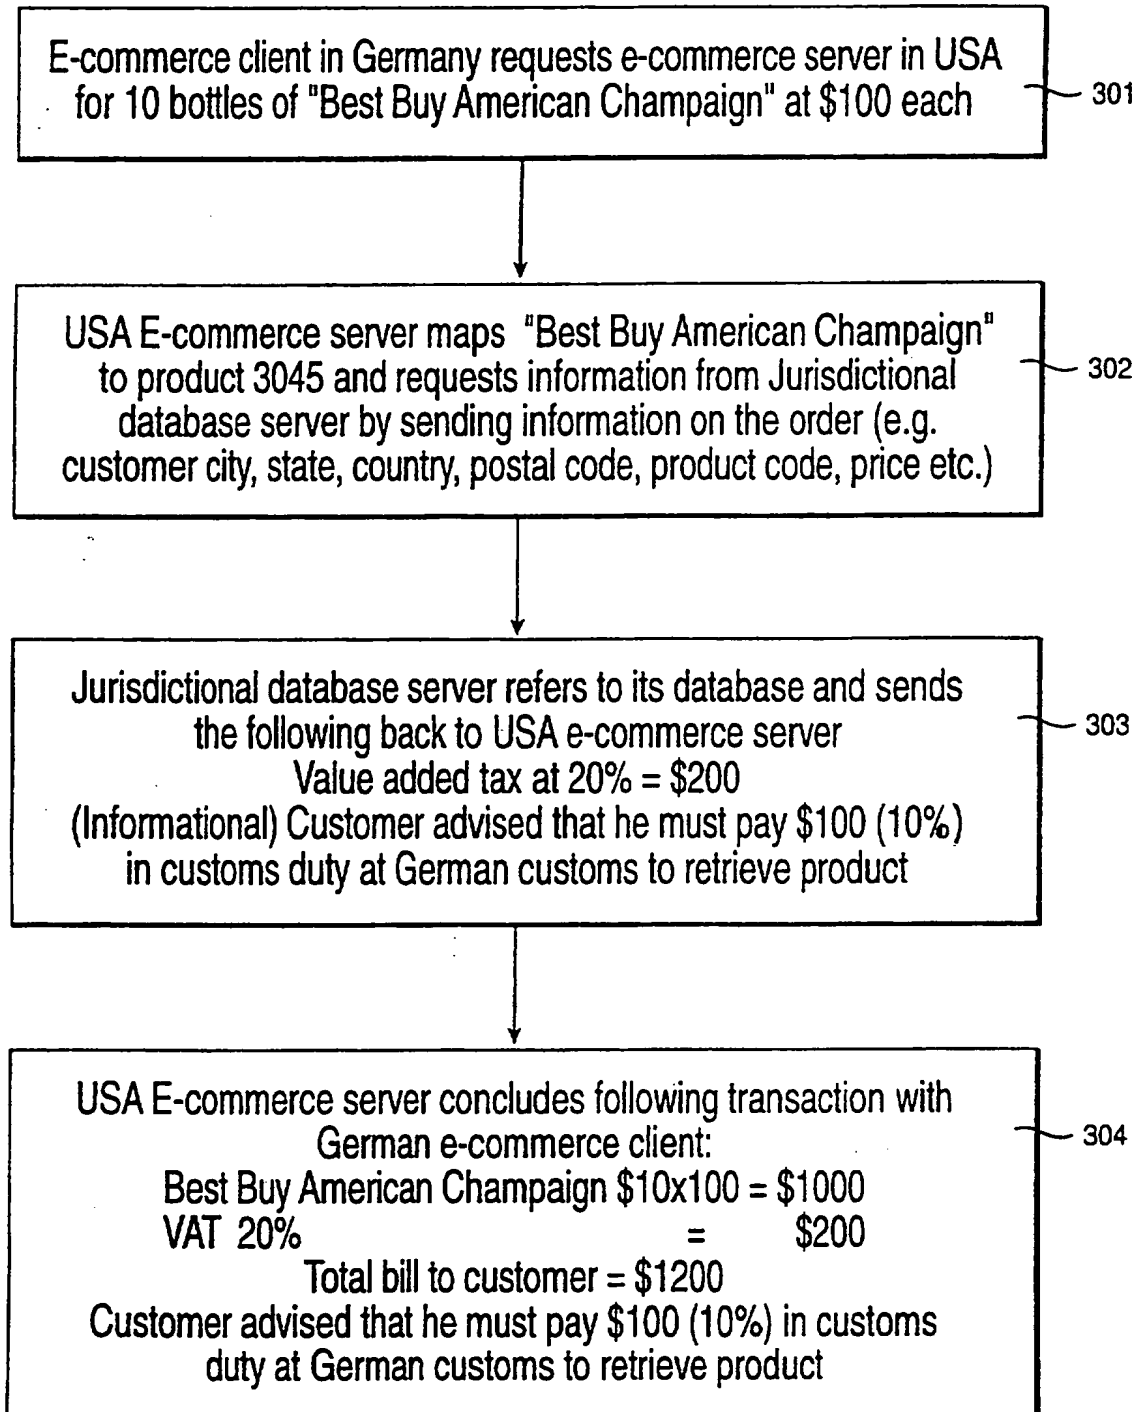 E-commerce client in Germany requests e-commerce server in USA
for 10 bottles of "Best Buy American Champaign" at $100 each
301
USA E-commerce server maps "Best Buy American Champaign"
to product 3045 and requests information from Jurisdictional
database server by sending information on the order (e.g.
customer city, state, country, postal code, product code, price etc.)
302
Jurisdictional database server refers to its database and sends
the following back to USA e-commerce server
Value added tax at 20% = $200
(Informational) Customer advised that he must pay $100 (10%)
in customs duty at German customs to retrieve product
303
USA E-commerce server concludes following transaction with
German e-commerce client:
Best Buy American Champaign $10x100 = $1000
VAT 20% = $200
Total bill to customer = $1200
Customer advised that he must pay $100 (10%) in customs
duty at German customs to retrieve product
304